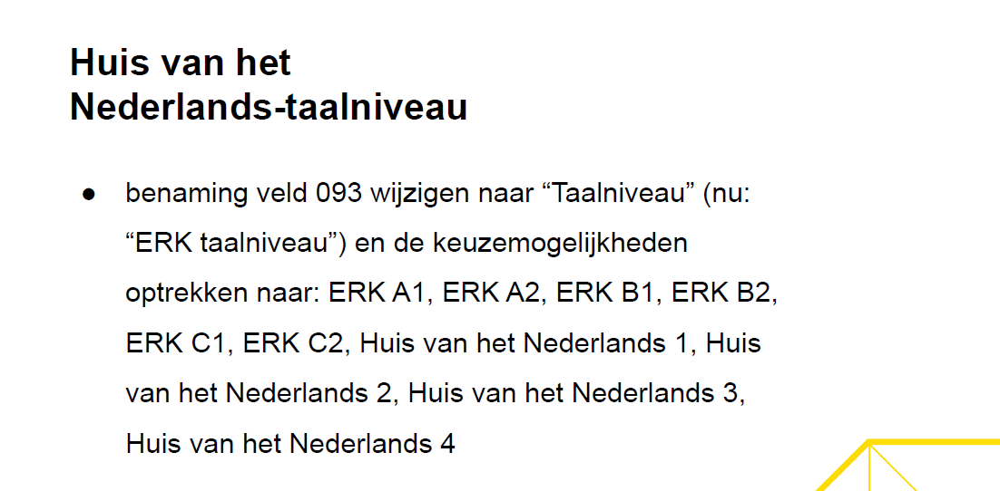 Huis van het
Nederlands-taalniveau
● benaming veld 093 wijzigen naar “Taalniveau” (nu:
“ERK taalniveau”) en de keuzemogelijkheden
optrekken naar: ERK A1, ERK A2, ERK B1, ERK B2,
ERK C1, ERK C2, Huis van het Nederlands 1, Huis
van het Nederlands 2, Huis van het Nederlands 3,
Huis van het Nederlands 4